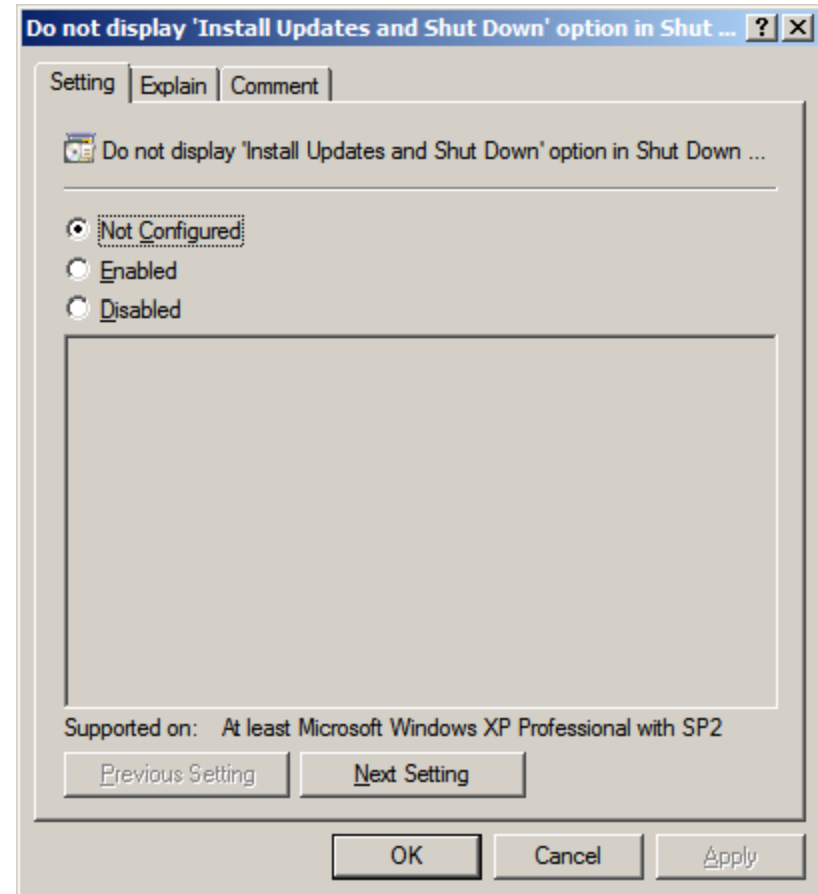 Do not display 'Install Updates and Shut Down' option in Shut ...
Setting Explain Comment
Do not display 'Install Updates and Shut Down' option in Shut Down ...
Not Configured
Enabled
Disabled
Supported on: At least Microsoft Windows XP Professional with SP2
Previous Setting Next Setting
OK Cancel Apply